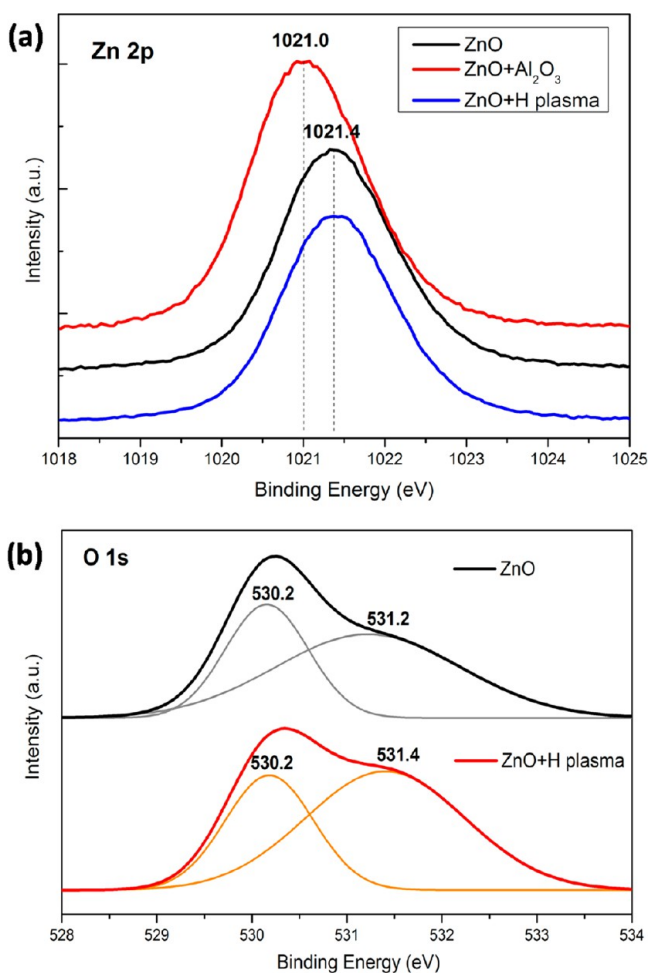 (a)
Zn 2p
1021.0
1021.4
ZnO
ZnO+Al₂O₃
ZnO+H plasma
Intensity (a.u.)
1018 1019 1020 1021 1022 1023 1024 1025
Binding Energy (eV)
(b)
O 1s
ZnO
530.2
531.2
ZnO+H plasma
530.2
531.4
Intensity (a.u.)
528 529 530 531 532 533 534
Binding Energy (eV)